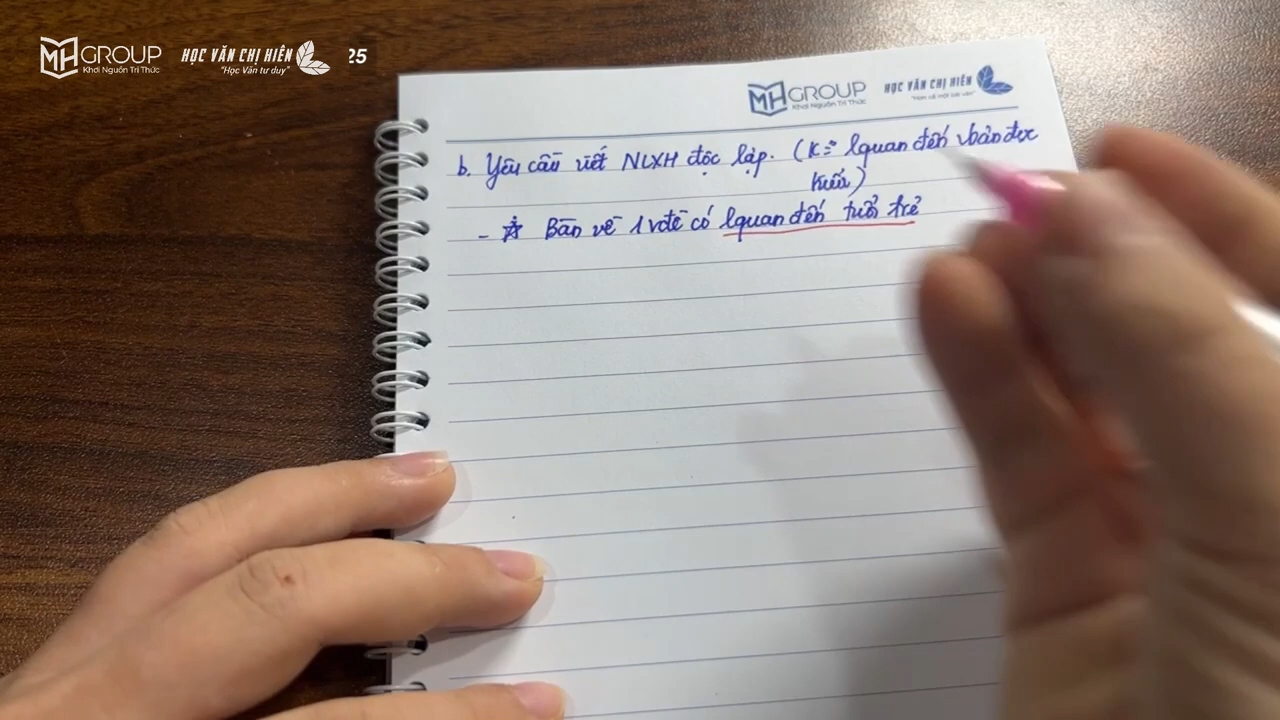 MH GROUP
Khơi Nguồn Tri Thức
HỌC VĂN CHỊ HIÊN
"Học Văn tư duy"
25
MH GROUP
Khơi Nguồn Tri Thức
HỌC VĂN CHỊ HIÊN
b. Yêu cầu viết NLXH độc lập. (K lquan đến vbản đọc
hiểu)
- Bàn về 1 vđề có lquan đến tuổi trẻ